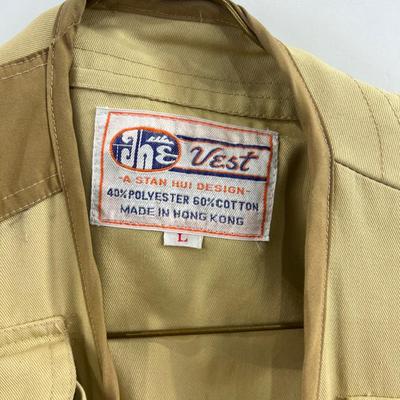 The Vest
-A STAN HUI DESIGN-
40% POLYESTER 60% COTTON
MADE IN HONG KONG
L